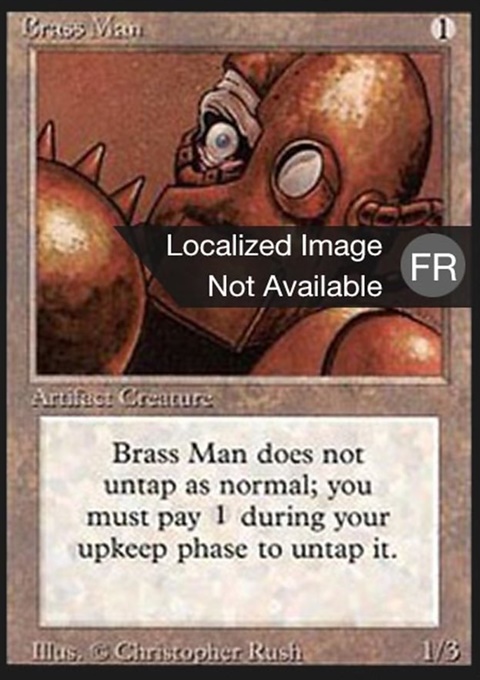 Brass Man
1
Localized Image
Not Available
FR
Artifact Creature
Brass Man does not
untap as normal; you
must pay 1 during your
upkeep phase to untap it.
Illus. © Christopher Rush
1/3